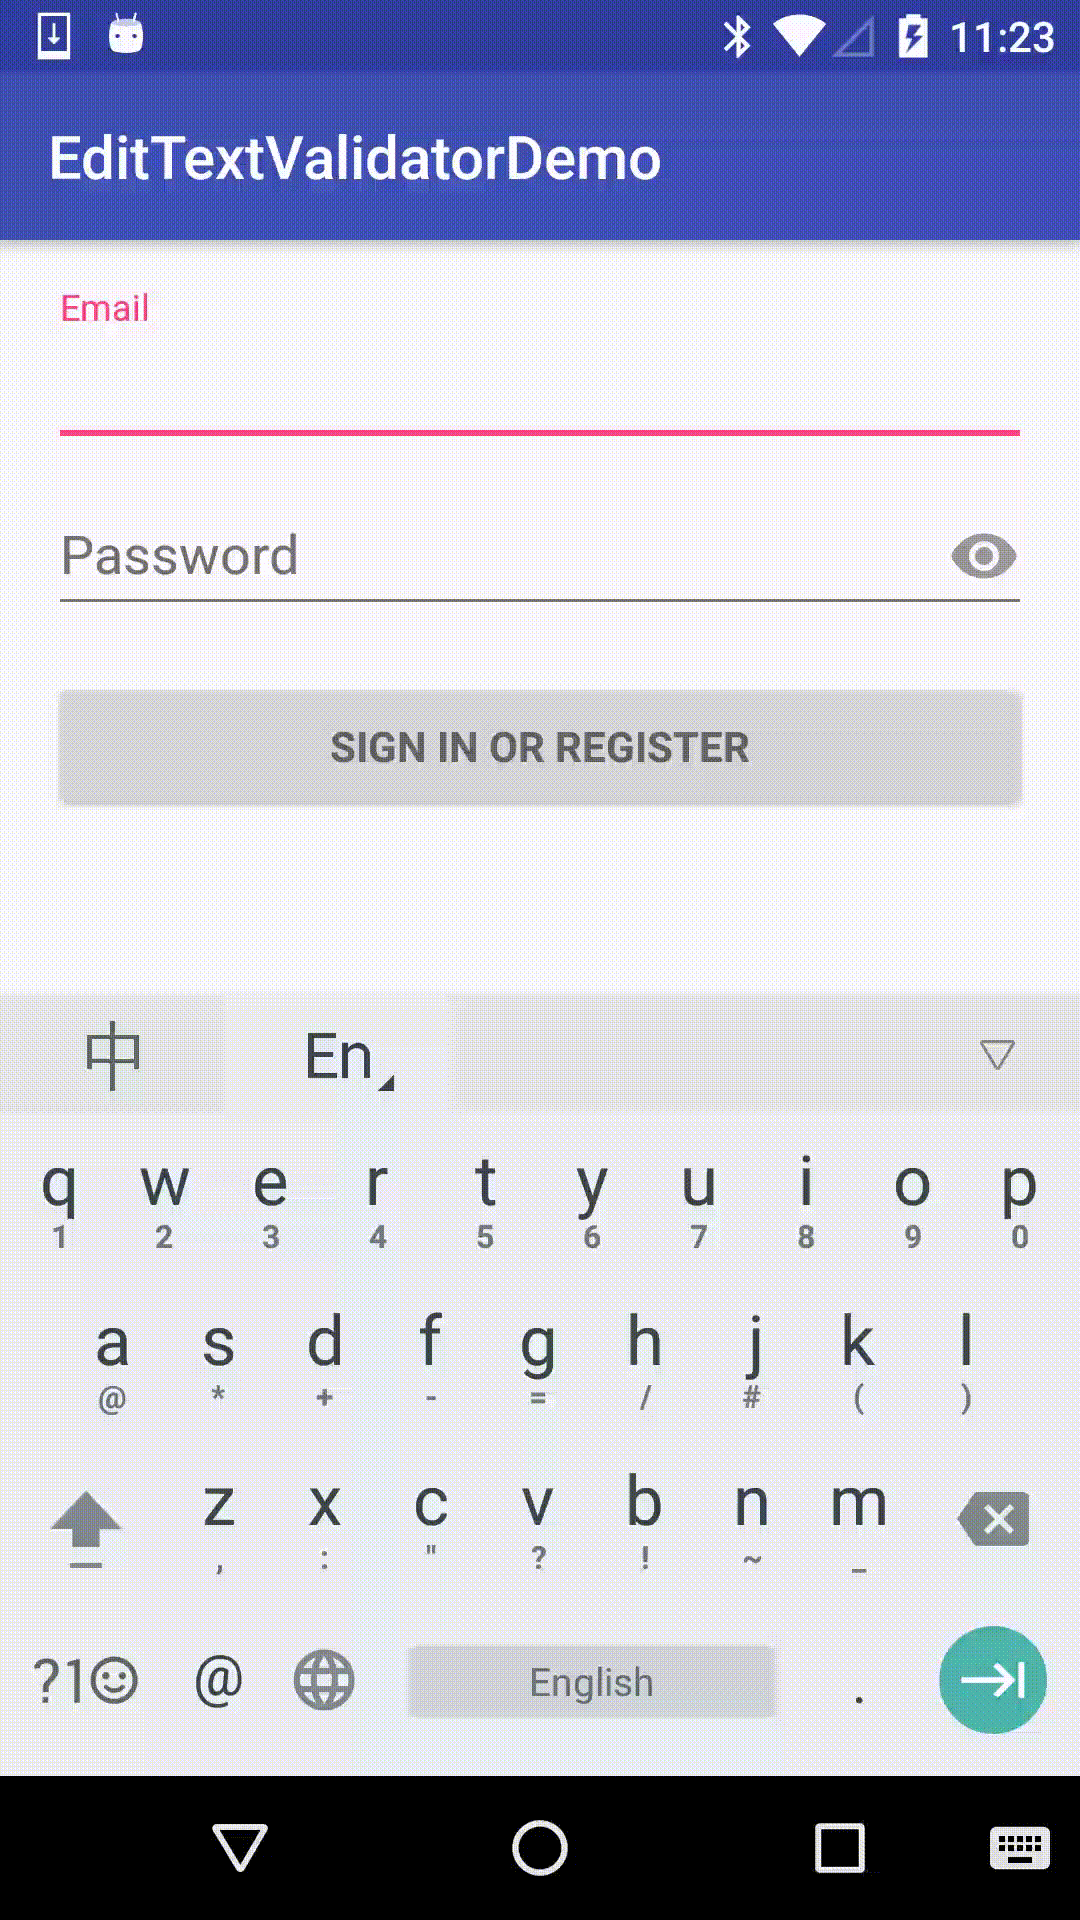 11:23
EditTextValidatorDemo
Email
Password
SIGN IN OR REGISTER
中 En
q w e r t y u i o p
1 2 3 4 5 6 7 8 9 0
a s d f g h j k l
@ * + - = / # ( )
z x c v b n m
, : " ? ! ~ _
?1☺ @ English .